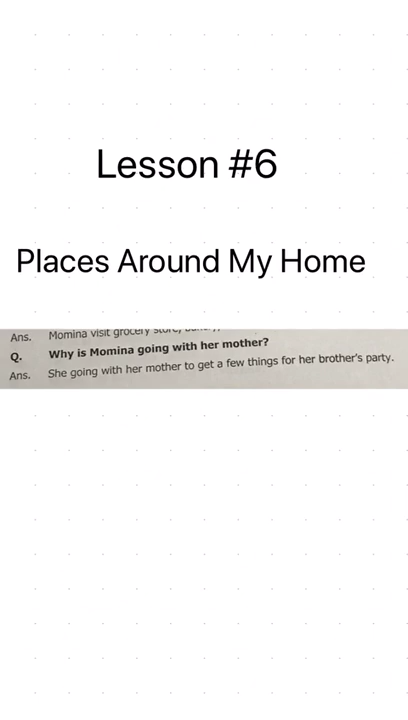 Lesson #6
Places Around My Home
Ans. Momina visit grocery store,
Q. Why is Momina going with her mother?
Ans. She going with her mother to get a few things for her brother's party.